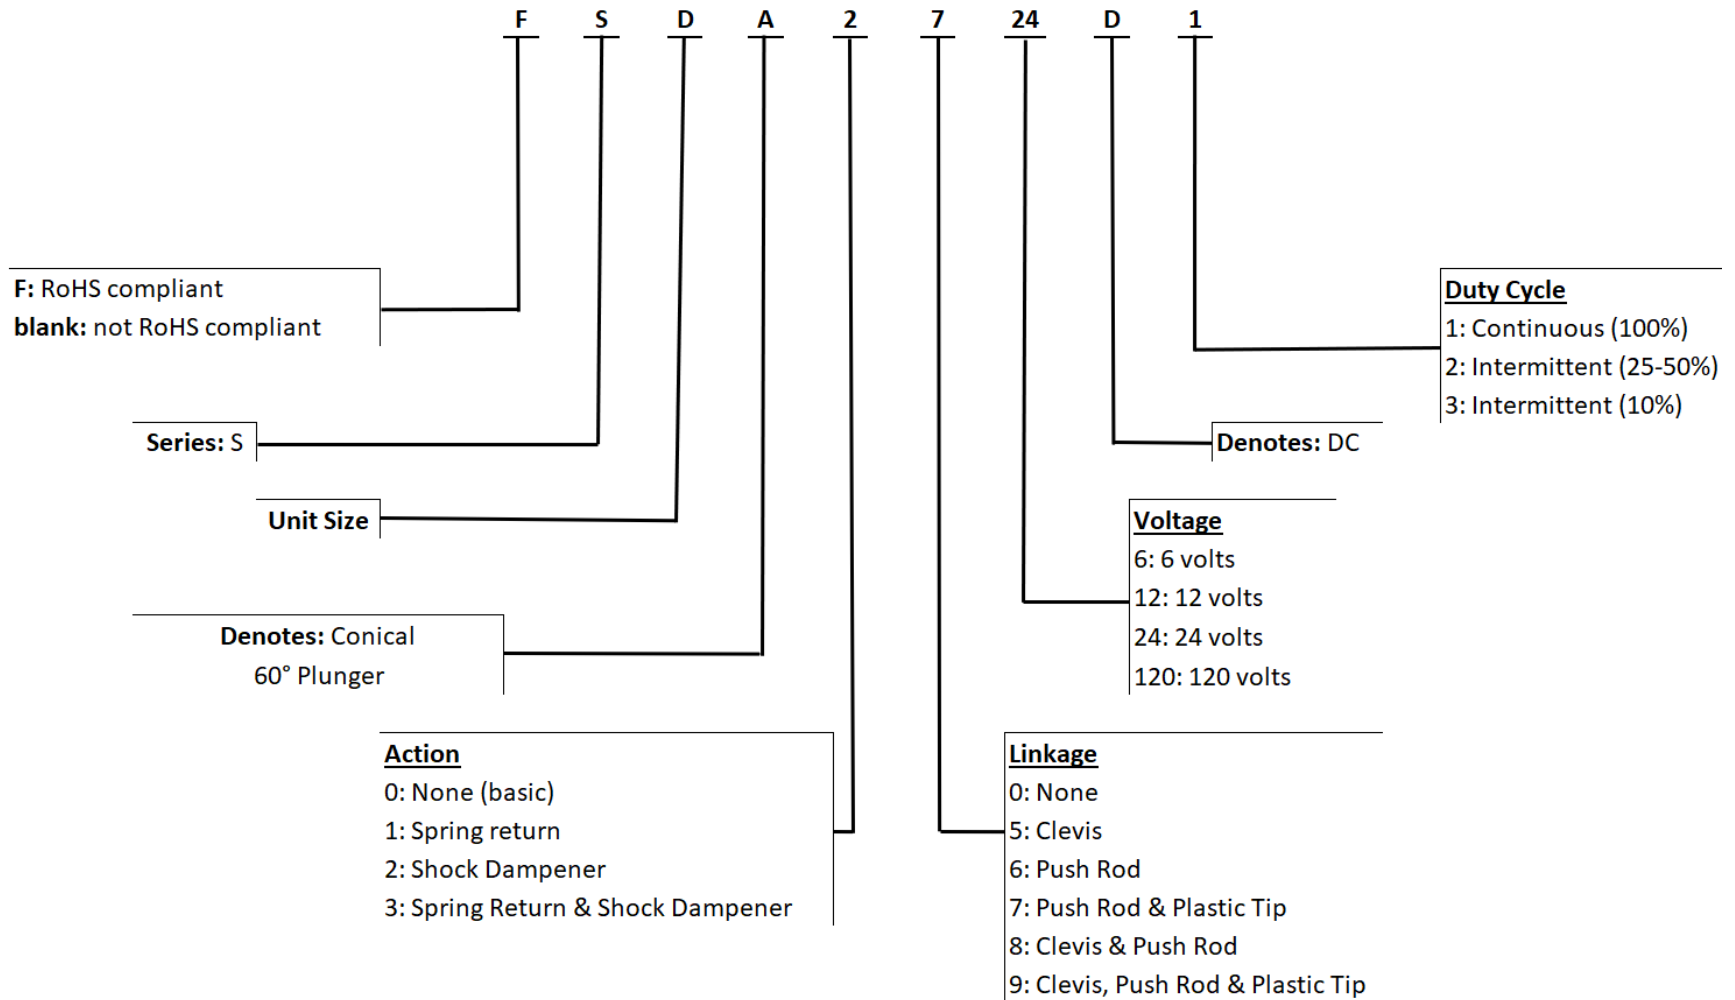 F S D A 2 7 24 D 1
F: RoHS compliant
blank: not RoHS compliant
Series: S
Unit Size
Denotes: Conical
60° Plunger
Action
0: None (basic)
1: Spring return
2: Shock Dampener
3: Spring Return & Shock Dampener
Linkage
0: None
5: Clevis
6: Push Rod
7: Push Rod & Plastic Tip
8: Clevis & Push Rod
9: Clevis, Push Rod & Plastic Tip
Voltage
6: 6 volts
12: 12 volts
24: 24 volts
120: 120 volts
Denotes: DC
Duty Cycle
1: Continuous (100%)
2: Intermittent (25-50%)
3: Intermittent (10%)